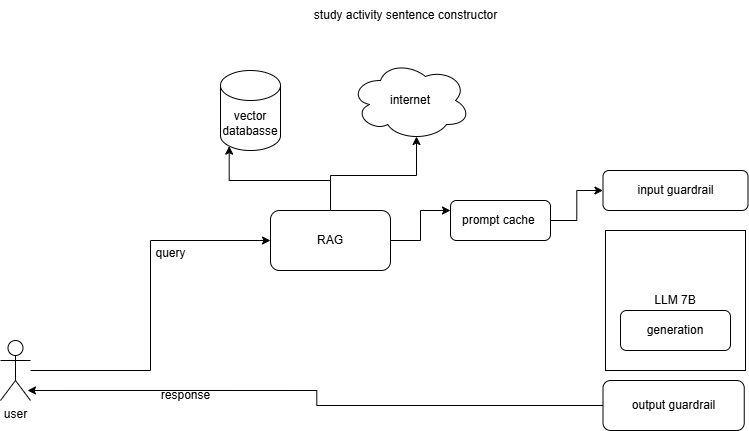 study activity sentence constructor
vector
databasse
internet
input guardrail
prompt cache
RAG
query
LLM 7B
generation
response
output guardrail
user